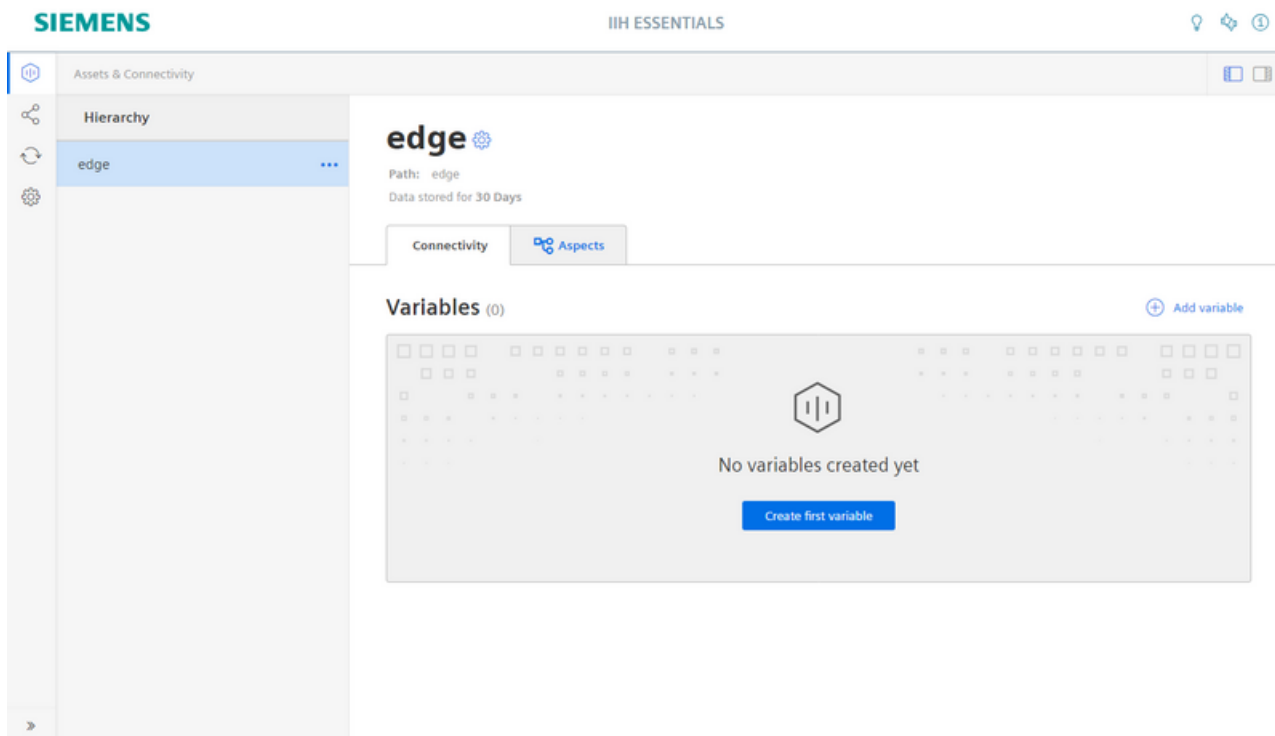 SIEMENS
IIH ESSENTIALS
Assets & Connectivity
Hierarchy
edge
edge
Path: edge
Data stored for 30 Days
Connectivity
Aspects
Variables (0)
Add variable
No variables created yet
Create first variable